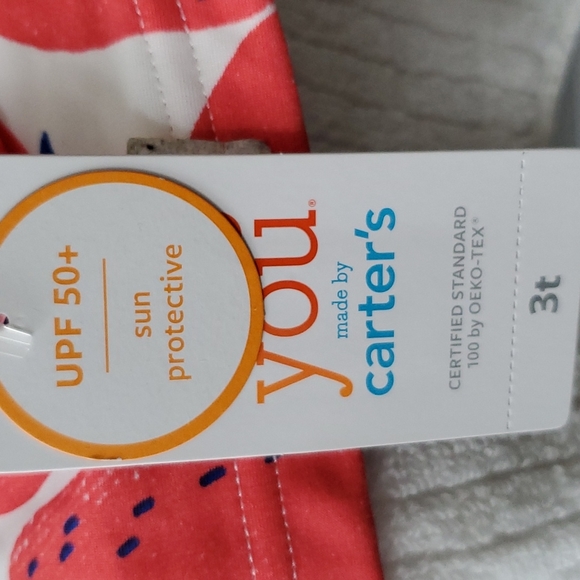 UPF 50+
sun
protective
you®
made by
carter's
CERTIFIED STANDARD
100 by OEKO-TEX®
3t